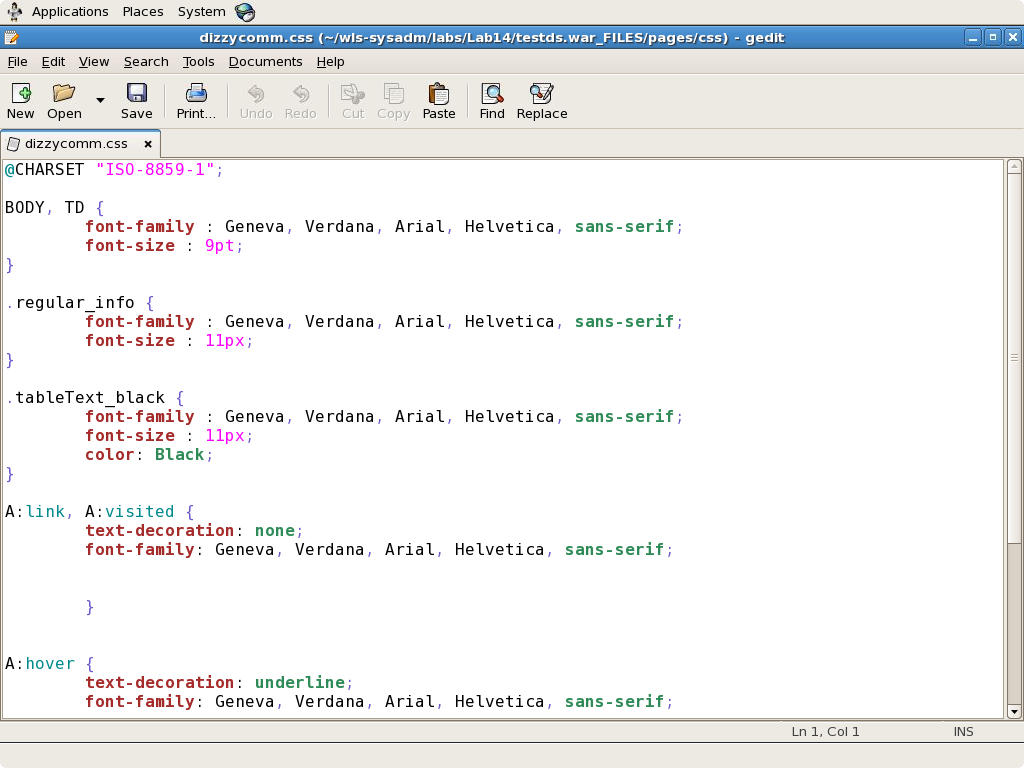 Applications Places System
dizzycomm.css (~/wls-sysadm/labs/Lab14/testds.war_FILES/pages/css) - gedit
File Edit View Search Tools Documents Help
New Open Save Print... Undo Redo Cut Copy Paste Find Replace
dizzycomm.css
@CHARSET "ISO-8859-1";
BODY, TD {
font-family : Geneva, Verdana, Arial, Helvetica, sans-serif;
font-size : 9pt;
}
.regular_info {
font-family : Geneva, Verdana, Arial, Helvetica, sans-serif;
font-size : 11px;
}
.tableText_black {
font-family : Geneva, Verdana, Arial, Helvetica, sans-serif;
font-size : 11px;
color: Black;
}
A:link, A:visited {
text-decoration: none;
font-family: Geneva, Verdana, Arial, Helvetica, sans-serif;
}
A:hover {
text-decoration: underline;
font-family: Geneva, Verdana, Arial, Helvetica, sans-serif;
Ln 1, Col 1 INS